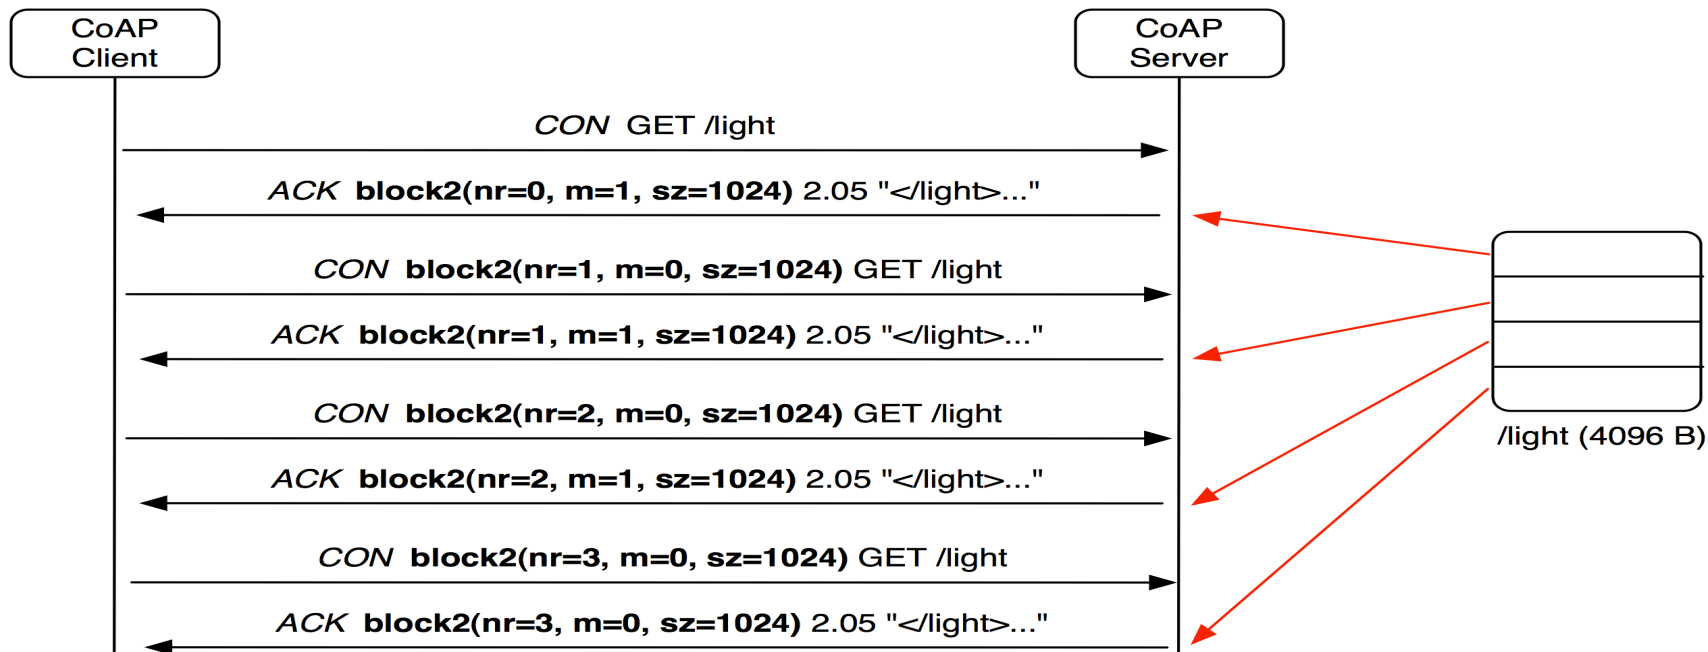 CoAP
Client
CoAP
Server
CON GET /light
ACK block2(nr=0, m=1, sz=1024) 2.05 "</light>..."
CON block2(nr=1, m=0, sz=1024) GET /light
ACK block2(nr=1, m=1, sz=1024) 2.05 "</light>..."
CON block2(nr=2, m=0, sz=1024) GET /light
/light (4096 B)
ACK block2(nr=2, m=1, sz=1024) 2.05 "</light>..."
CON block2(nr=3, m=0, sz=1024) GET /light
ACK block2(nr=3, m=0, sz=1024) 2.05 "</light>..."